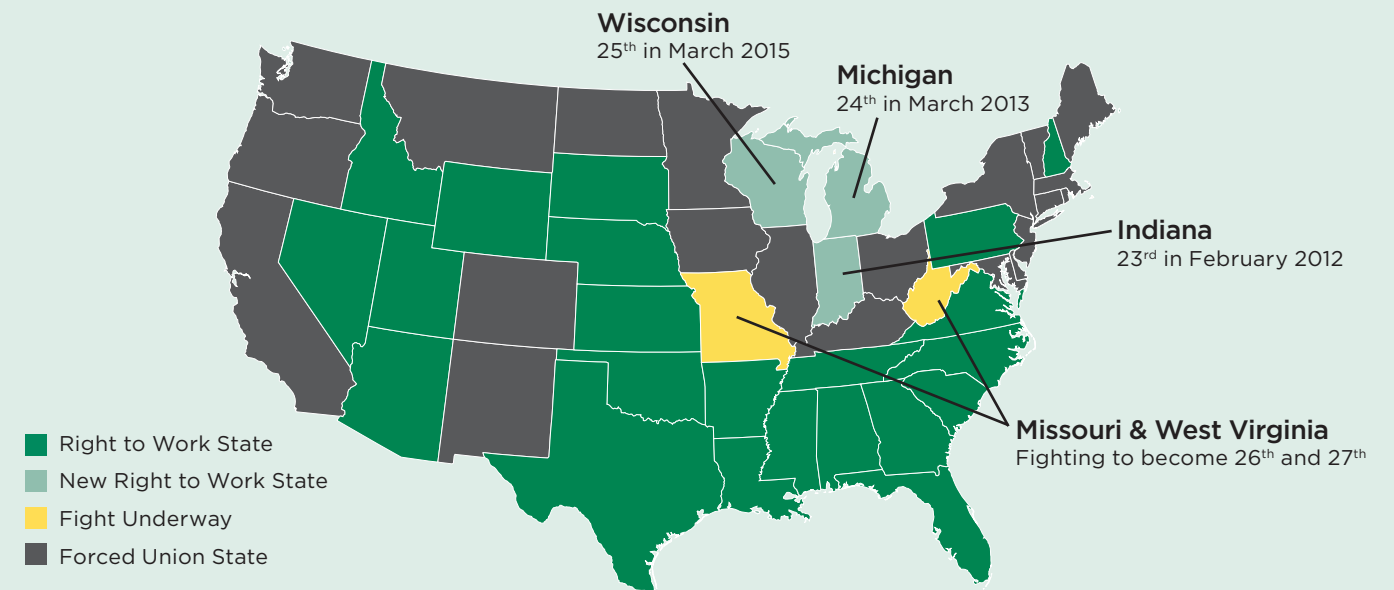 Wisconsin
25th in March 2015
Michigan
24th in March 2013
Indiana
23rd in February 2012
Missouri & West Virginia
Fighting to become 26th and 27th
Right to Work State
New Right to Work State
Fight Underway
Forced Union State